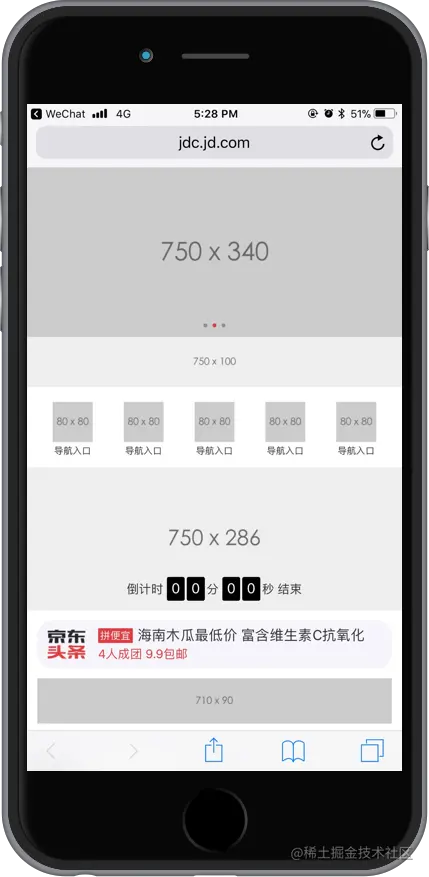 WeChat 4G 5:28 PM 51%
jdc.jd.com
750 x 340
750 x 100
80 x 80 80 x 80 80 x 80 80 x 80 80 x 80
导航入口 导航入口 导航入口 导航入口 导航入口
750 x 286
倒计时 0 0 分 0 0 秒 结束
京东
头条
拼便宜 海南木瓜最低价 富含维生素C抗氧化
4人成团 9.9包邮
710 x 90
@稀土掘金技术社区